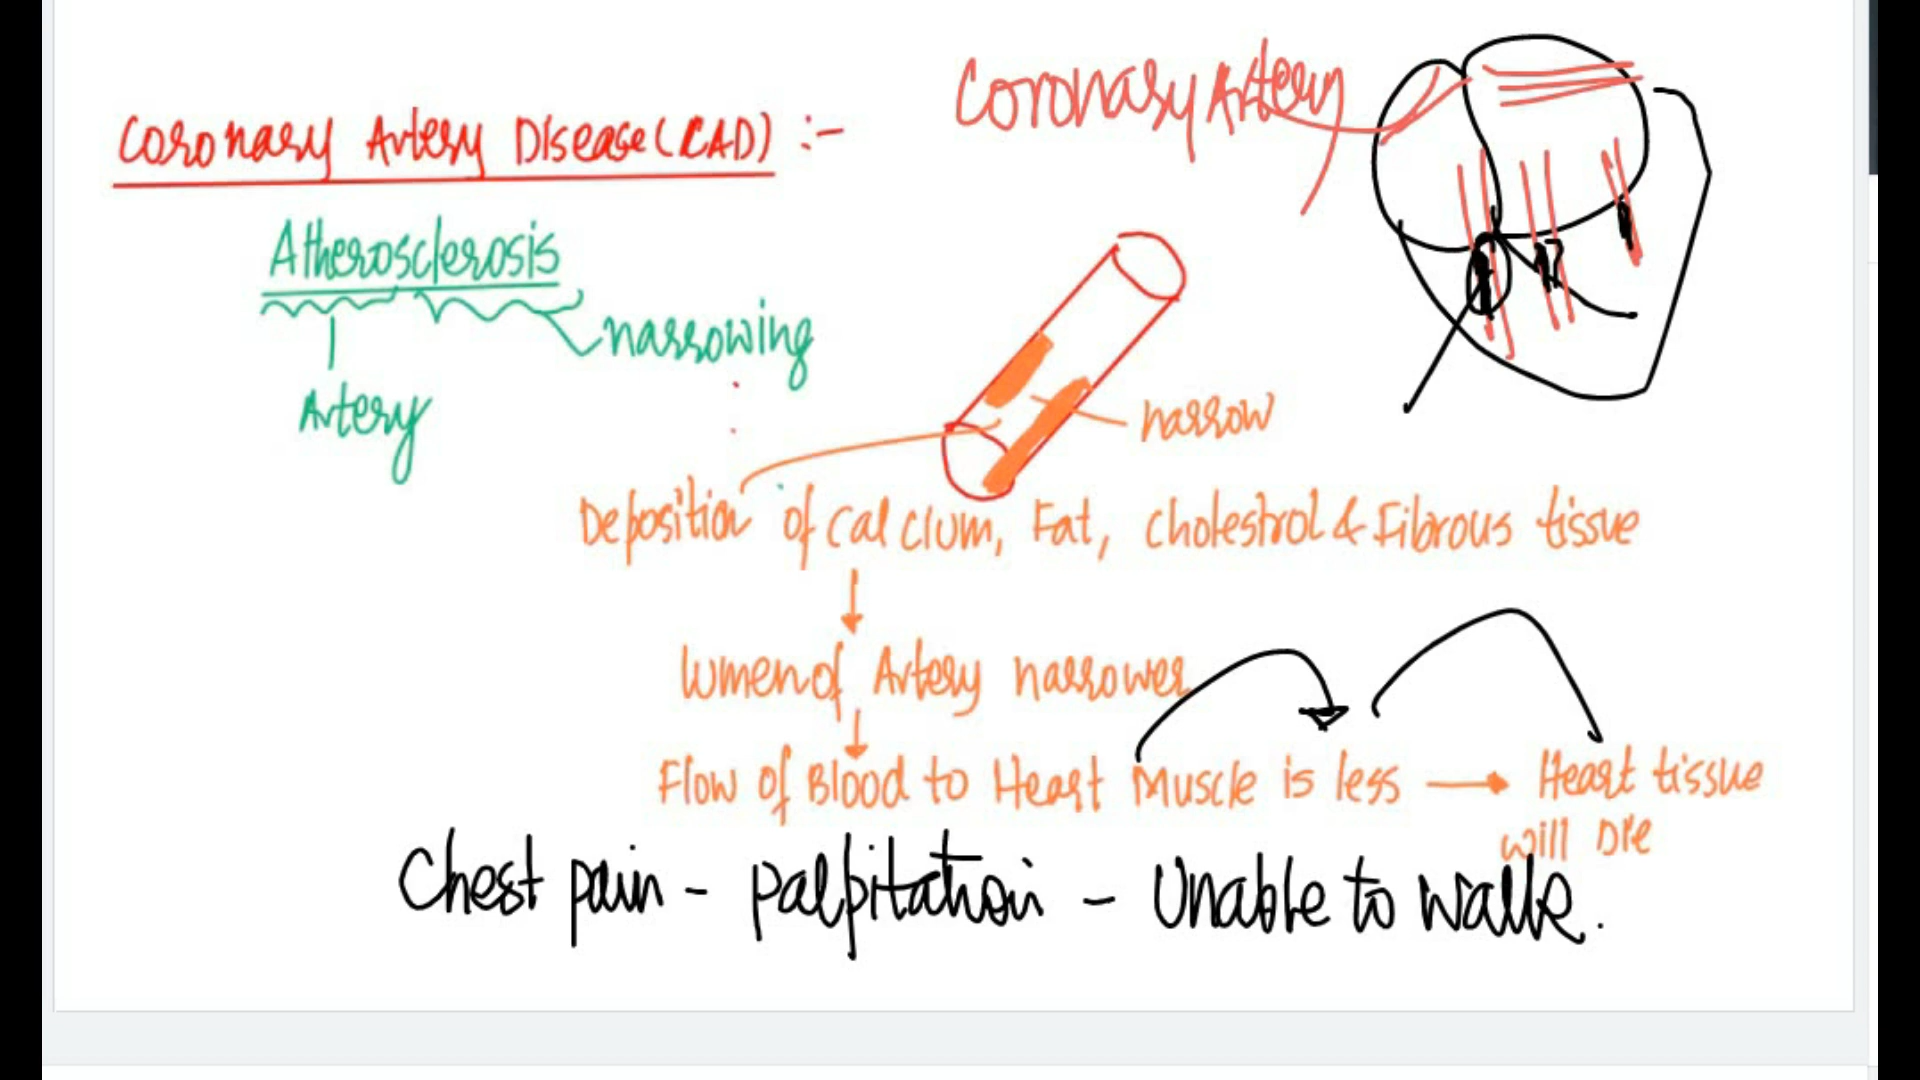 Coronary Artery
Coronary Artery Disease (CAD) :-
Atherosclerosis
narrowing
Artery
narrow
Deposition of calcium, Fat, cholestrol & Fibrous tissue
Lumen of Artery narrower
Flow of Blood to Heart Muscle is less → Heart tissue
will Die
Chest pain - Palpitation - Unable to walk.